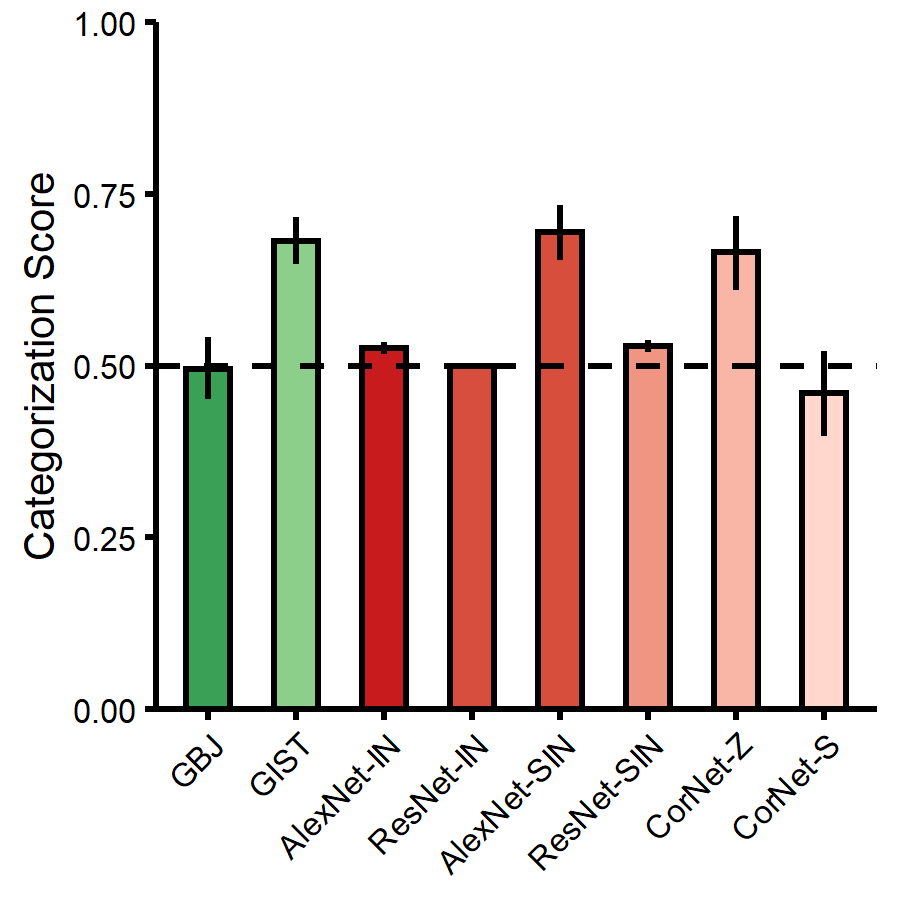 Categorization Score
1.00
0.75
0.50
0.25
0.00
GBJ
GIST
AlexNet-IN
ResNet-IN
AlexNet-SIN
ResNet-SIN
CorNet-Z
CorNet-S